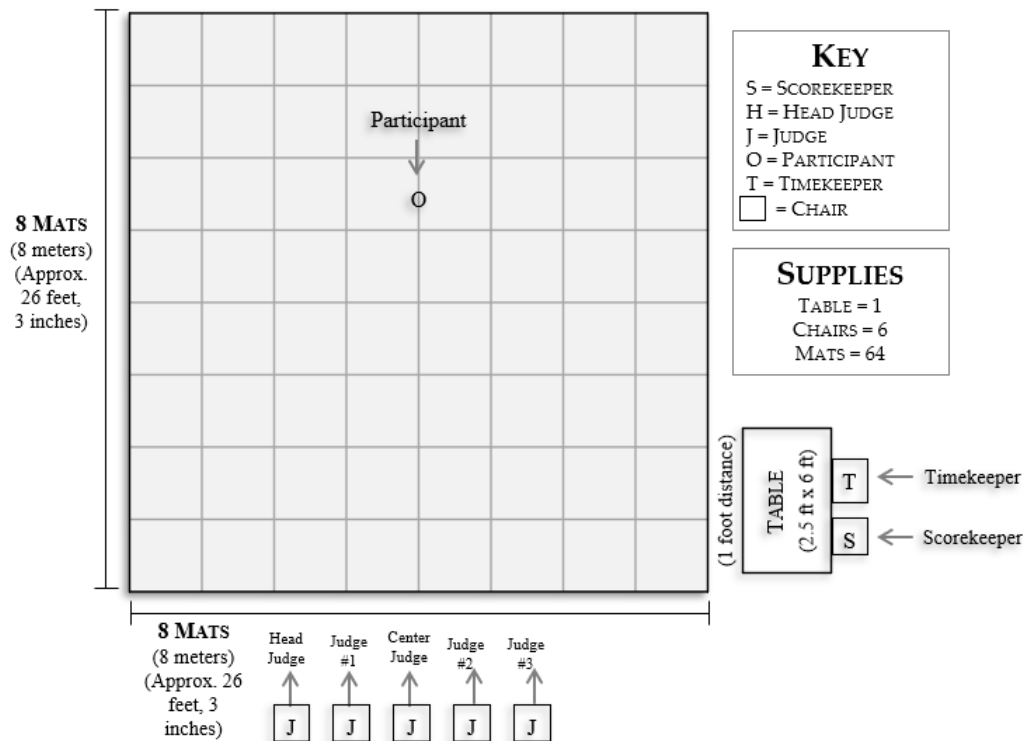 Participant
O
8 MATS
(8 meters)
(Approx.
26 feet,
3 inches)
KEY
S = SCOREKEEPER
H = HEAD JUDGE
J = JUDGE
O = PARTICIPANT
T = TIMEKEEPER
= CHAIR
SUPPLIES
TABLE = 1
CHAIRS = 6
MATS = 64
(1 foot distance)
TABLE
(2.5 ft x 6 ft)
T
Timekeeper
S
Scorekeeper
8 MATS
(8 meters)
(Approx. 26
feet, 3
inches)
Head
Judge
Judge
#1
Center
Judge
Judge
#2
Judge
#3
J
J
J
J
J